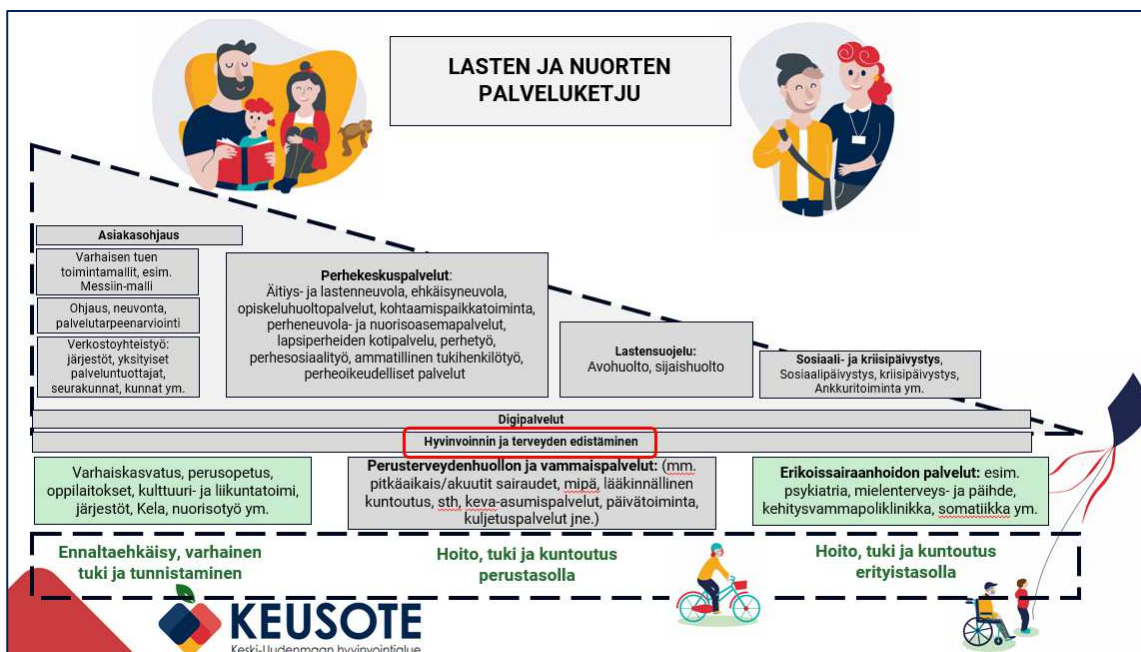 LASTEN JA NUORTEN
PALVELUKETJU
Asiakasohjaus
Varhaisen tuen
toimintamallit, esim.
Messiin-malli
Ohjaus, neuvonta,
palvelutarpeenarviointi
Verkostoyhteistyö:
järjestöt, yksityiset
palveluntuottajat,
seurakunnat, kunnat ym.
Perhekeskuspalvelut:
Äitiys- ja lastenneuvola, ehkäisyneuvola,
opiskeluhuoltopalvelut, kohtaamispaikkatoiminta,
perheneuvola- ja nuorisoasemapalvelut,
lapsiperheiden kotipalvelu, perhetyö,
perhesosiaalityö, ammatillinen tukihenkilötyö,
perheoikeudelliset palvelut
Lastensuojelu:
Avohuolto, sijaishuolto
Sosiaali- ja kriisipäivystys,
Sosiaalipäivystys, kriisipäivystys,
Ankkuritoiminta ym.
Digipalvelut
Hyvinvoinnin ja terveyden edistäminen
Varhaiskasvatus, perusopetus,
oppilaitokset, kulttuuri- ja liikuntatoimi,
järjestöt, Kela, nuorisotyö ym.
Perusterveydenhuollon ja vammaispalvelut: (mm.
pitkäaikais/akuutit sairaudet, mipä, lääkinnällinen
kuntoutus, sth, keva-asumispalvelut, päivätoiminta,
kuljetuspalvelut jne.)
Erikoissairaanhoidon palvelut: esim.
psykiatria, mielenterveys- ja päihde,
kehitysvammapoliklinikka, somatiikka ym.
Ennaltaehkäisy, varhainen
tuki ja tunnistaminen
Hoito, tuki ja kuntoutus
perustasolla
Hoito, tuki ja kuntoutus
erityistasolla
KEUSOTE
Keski-Uudenmaan hyvinvointialue